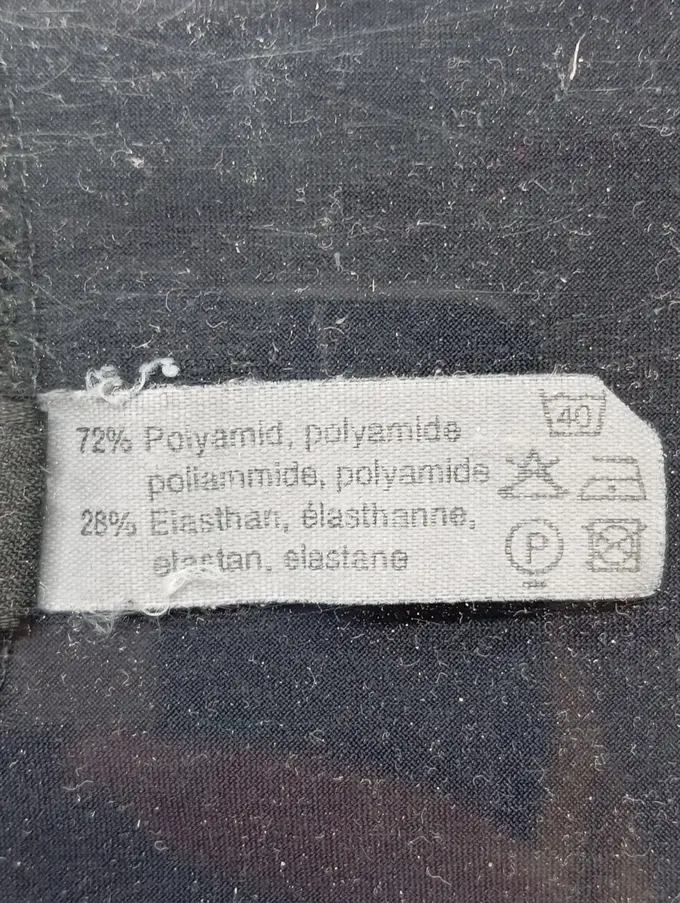 72% Polyamid, polyamide
poliammide, polyamide
28% Elasthan, élasthanne,
elastan, elastane
40
P